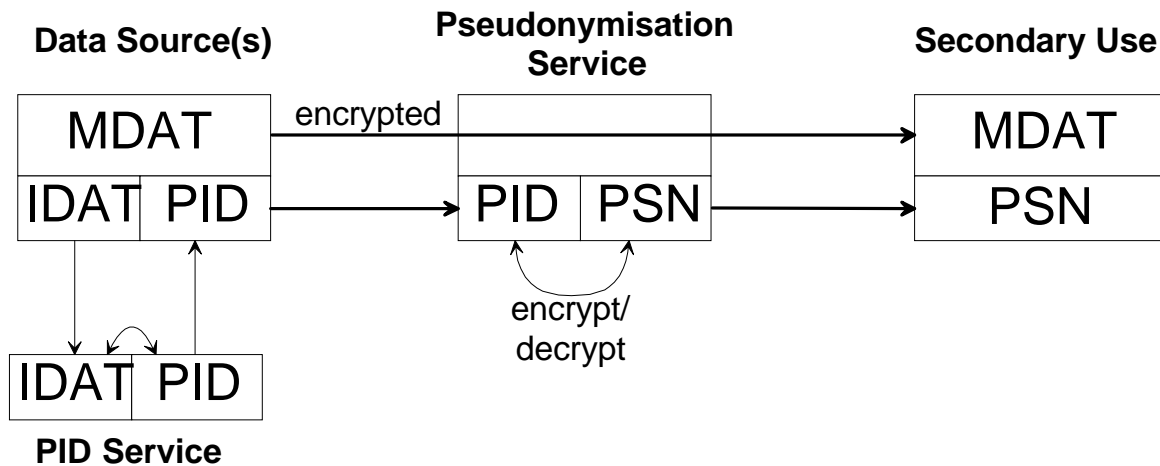 Data Source(s)
Pseudonymisation
Service
Secondary Use
MDAT
encrypted
MDAT
IDAT
PID
PID
PSN
PSN
encrypt/
decrypt
IDAT
PID
PID Service